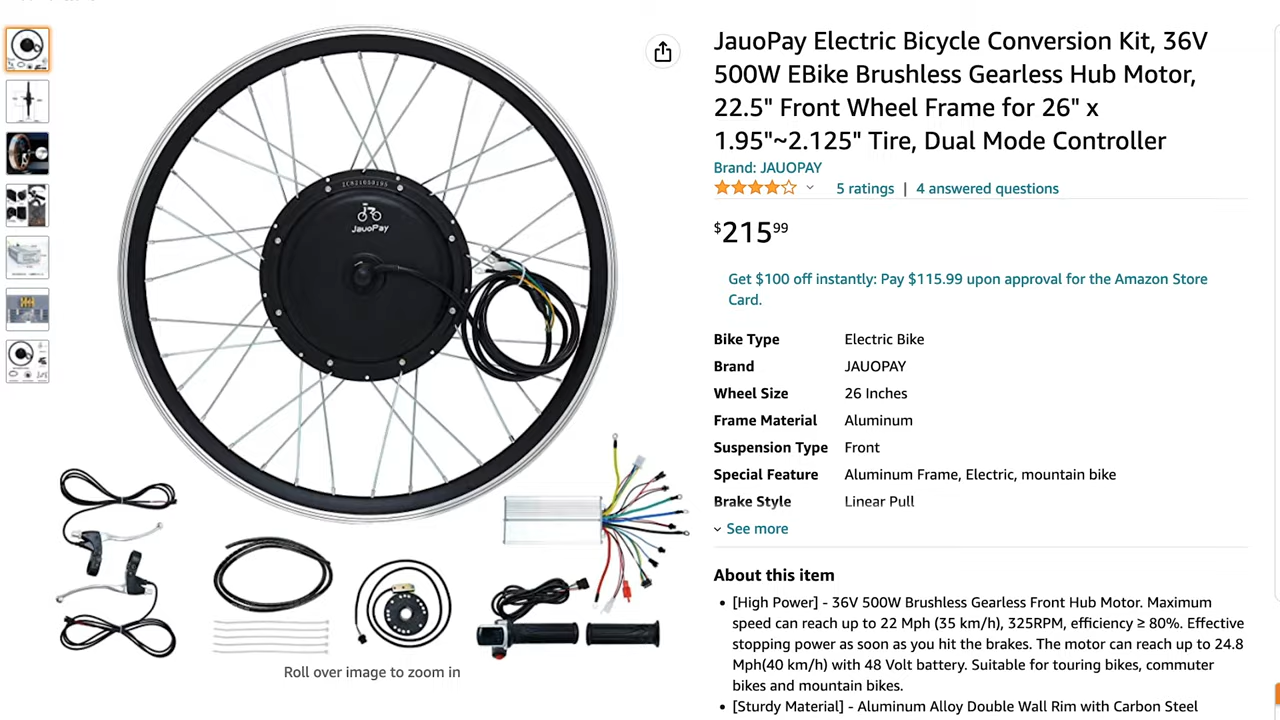 JauoPay Electric Bicycle Conversion Kit, 36V
500W EBike Brushless Gearless Hub Motor,
22.5" Front Wheel Frame for 26" x
1.95"~2.125" Tire, Dual Mode Controller
Brand: JAUOPAY
5 ratings | 4 answered questions
$215 99
Get $100 off instantly: Pay $115.99 upon approval for the Amazon Store
Card.
Bike Type Electric Bike
Brand JAUOPAY
Wheel Size 26 Inches
Frame Material Aluminum
Suspension Type Front
Special Feature Aluminum Frame, Electric, mountain bike
Brake Style Linear Pull
See more
About this item
• [High Power] - 36V 500W Brushless Gearless Front Hub Motor. Maximum
speed can reach up to 22 Mph (35 km/h), 325RPM, efficiency ≥ 80%. Effective
stopping power as soon as you hit the brakes. The motor can reach up to 24.8
Mph(40 km/h) with 48 Volt battery. Suitable for touring bikes, commuter
bikes and mountain bikes.
• [Sturdy Material] - Aluminum Alloy Double Wall Rim with Carbon Steel
JauoPay
Roll over image to zoom in